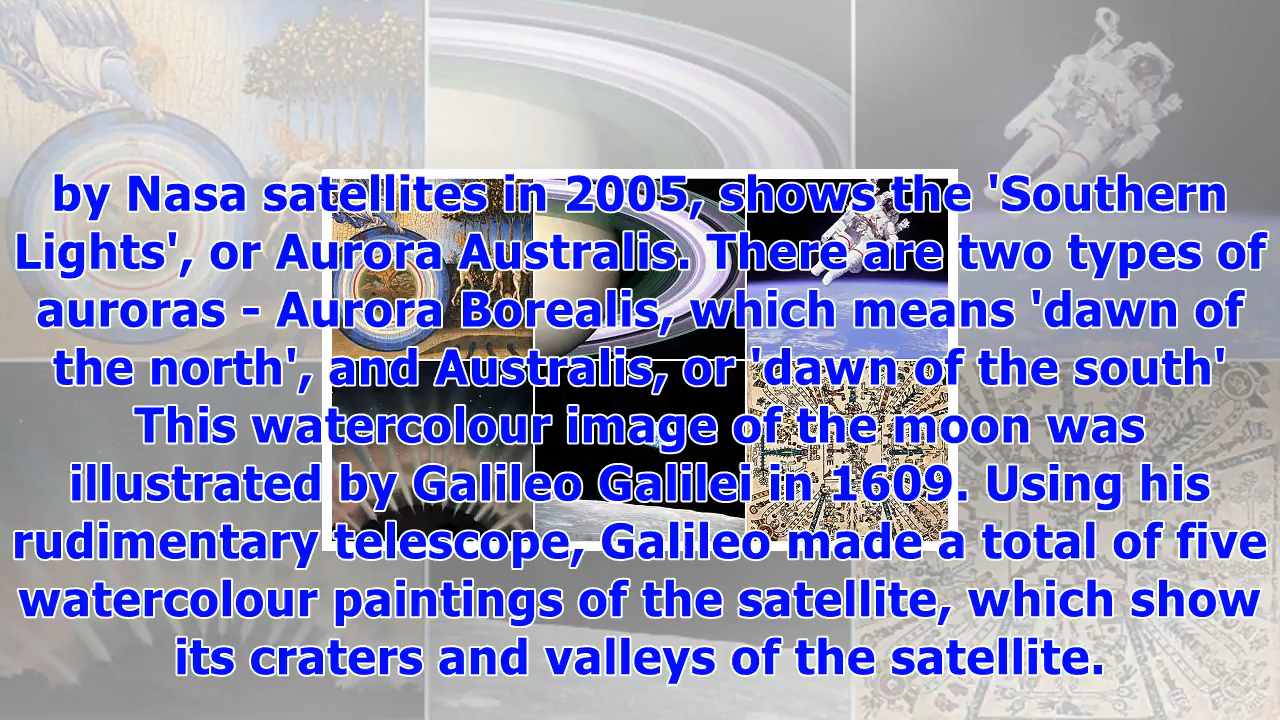 by Nasa satellites in 2005, shows the 'Southern
Lights', or Aurora Australis. There are two types of
auroras - Aurora Borealis, which means 'dawn of
the north', and Australis, or 'dawn of the south'
This watercolour image of the moon was
illustrated by Galileo Galilei in 1609. Using his
rudimentary telescope, Galileo made a total of five
watercolour paintings of the satellite, which show
its craters and valleys of the satellite.